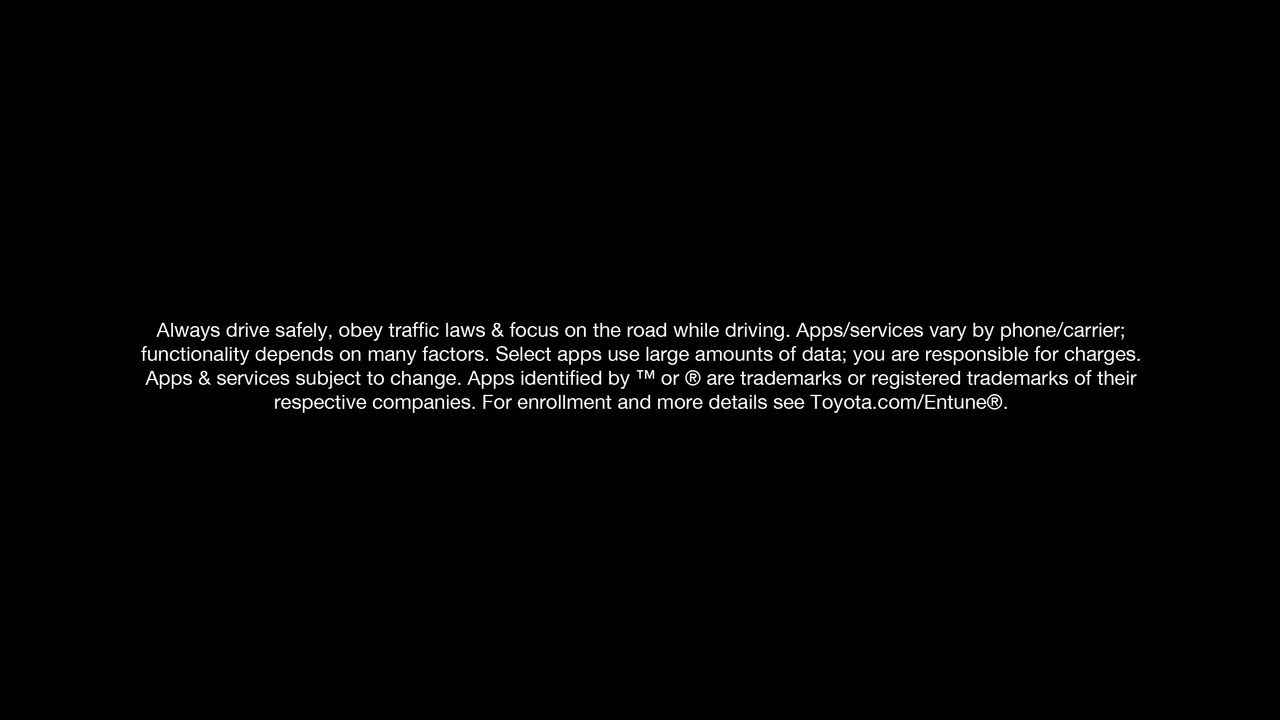 Always drive safely, obey traffic laws & focus on the road while driving. Apps/services vary by phone/carrier;
functionality depends on many factors. Select apps use large amounts of data; you are responsible for charges.
Apps & services subject to change. Apps identified by ™ or ® are trademarks or registered trademarks of their
respective companies. For enrollment and more details see Toyota.com/Entune®.